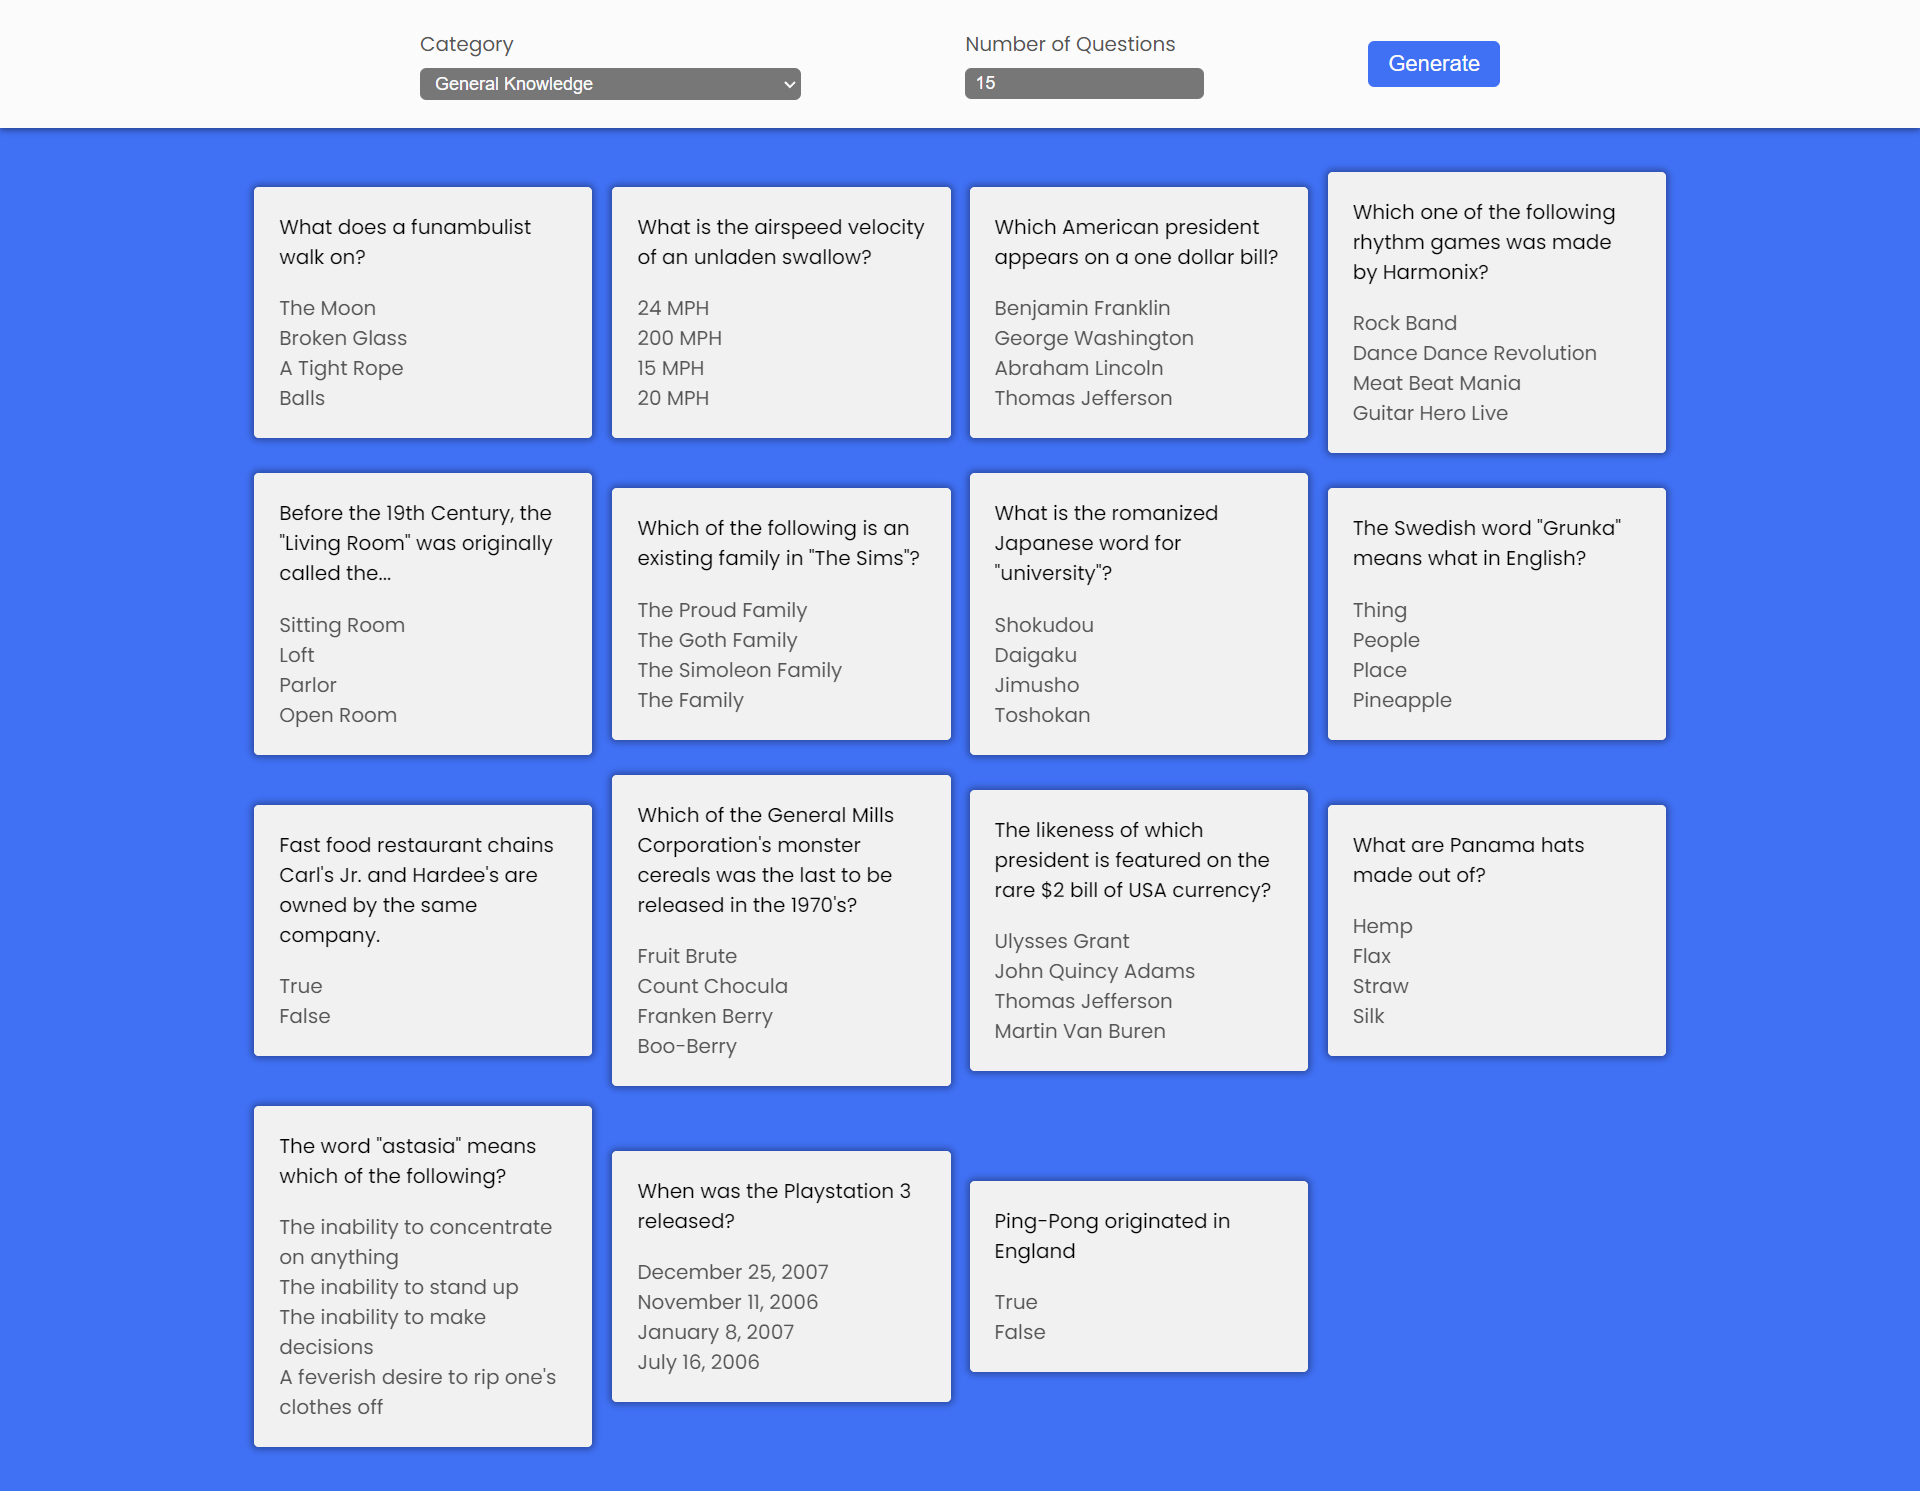 Category
General Knowledge
Number of Questions
15
Generate
What does a funambulist
walk on?
The Moon
Broken Glass
A Tight Rope
Balls
What is the airspeed velocity
of an unladen swallow?
24 MPH
200 MPH
15 MPH
20 MPH
Which American president
appears on a one dollar bill?
Benjamin Franklin
George Washington
Abraham Lincoln
Thomas Jefferson
Which one of the following
rhythm games was made
by Harmonix?
Rock Band
Dance Dance Revolution
Meat Beat Mania
Guitar Hero Live
Before the 19th Century, the
"Living Room" was originally
called the...
Sitting Room
Loft
Parlor
Open Room
Which of the following is an
existing family in "The Sims"?
The Proud Family
The Goth Family
The Simoleon Family
The Family
What is the romanized
Japanese word for
"university"?
Shokudou
Daigaku
Jimusho
Toshokan
The Swedish word "Grunka"
means what in English?
Thing
People
Place
Pineapple
Fast food restaurant chains
Carl's Jr. and Hardee's are
owned by the same
company.
True
False
Which of the General Mills
Corporation's monster
cereals was the last to be
released in the 1970's?
Fruit Brute
Count Chocula
Franken Berry
Boo-Berry
The likeness of which
president is featured on the
rare $2 bill of USA currency?
Ulysses Grant
John Quincy Adams
Thomas Jefferson
Martin Van Buren
What are Panama hats
made out of?
Hemp
Flax
Straw
Silk
The word "astasia" means
which of the following?
The inability to concentrate
on anything
The inability to stand up
The inability to make
decisions
A feverish desire to rip one's
clothes off
When was the Playstation 3
released?
December 25, 2007
November 11, 2006
January 8, 2007
July 16, 2006
Ping-Pong originated in
England
True
False